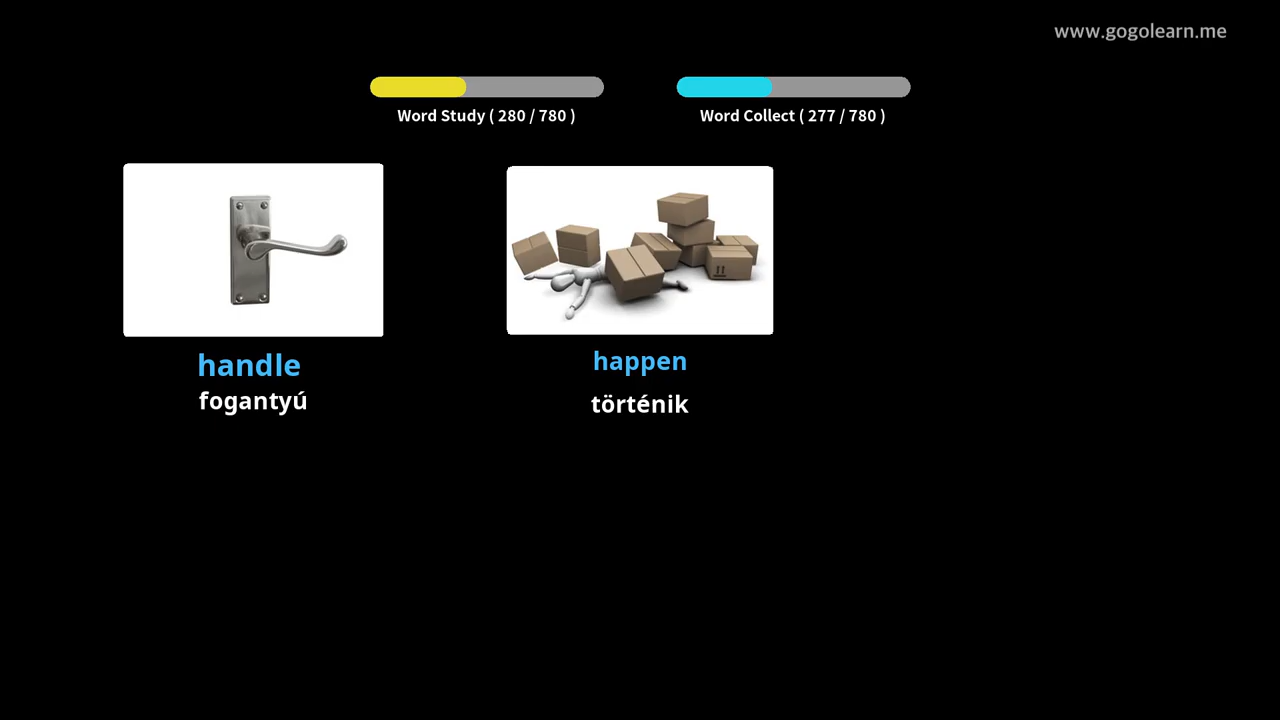 www.gogolearn.me
Word Study ( 280 / 780 )
Word Collect ( 277 / 780 )
handle
fogantyú
happen
történik